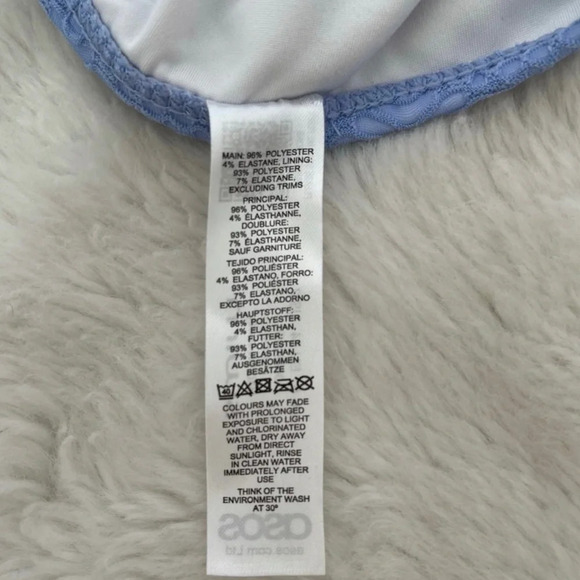 MAIN: 96% POLYESTER
4% ELASTANE, LINING:
93% POLYESTER
7% ELASTANE,
EXCLUDING TRIMS
PRINCIPAL:
96% POLYESTER
4% ÉLASTHANNE,
DOUBLURE:
93% POLYESTER
7% ÉLASTHANNE,
SAUF GARNITURE
TEJIDO PRINCIPAL:
96% POLIÉSTER
4% ELASTANO, FORRO:
93% POLIÉSTER
7% ELASTANO,
EXCEPTO LA ADORNO
HAUPTSTOFF:
96% POLYESTER
4% ELASTHAN,
FUTTER:
93% POLYESTER
7% ELASTHAN,
AUSGENOMMEN
BESÄTZE
40
COLOURS MAY FADE
WITH PROLONGED
EXPOSURE TO LIGHT
AND CHLORINATED
WATER, DRY AWAY
FROM DIRECT
SUNLIGHT, RINSE
IN CLEAN WATER
IMMEDIATELY AFTER
USE
THINK OF THE
ENVIRONMENT WASH
AT 30°
asos
asos.com Ltd